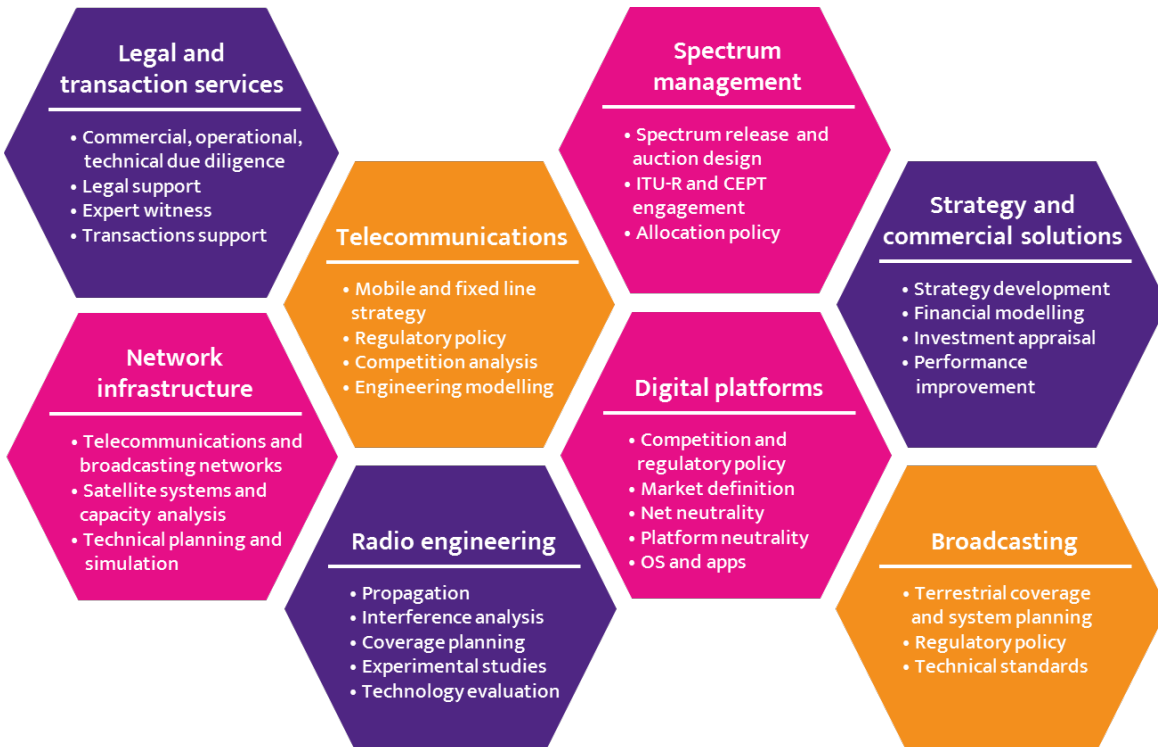 Legal and
transaction services
• Commercial, operational,
technical due diligence
• Legal support
• Expert witness
• Transactions support
Spectrum
management
• Spectrum release and
auction design
• ITU-R and CEPT
engagement
• Allocation policy
Telecommunications
• Mobile and fixed line
strategy
• Regulatory policy
• Competition analysis
• Engineering modelling
Strategy and
commercial solutions
• Strategy development
• Financial modelling
• Investment appraisal
• Performance
improvement
Network
infrastructure
• Telecommunications and
broadcasting networks
• Satellite systems and
capacity analysis
• Technical planning and
simulation
Digital platforms
• Competition and
regulatory policy
• Market definition
• Net neutrality
• Platform neutrality
• OS and apps
Radio engineering
• Propagation
• Interference analysis
• Coverage planning
• Experimental studies
• Technology evaluation
Broadcasting
• Terrestrial coverage
and system planning
• Regulatory policy
• Technical standards